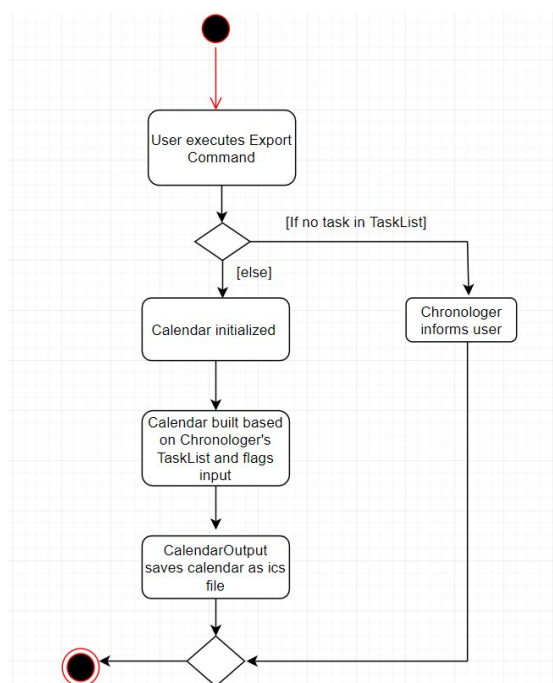 User executes Export
Command
[If no task in TaskList]
[else]
Calendar initialized
Chronologer
informs user
Calendar built based
on Chronologer's
TaskList and flags
input
CalendarOutput
saves calendar as ics
file